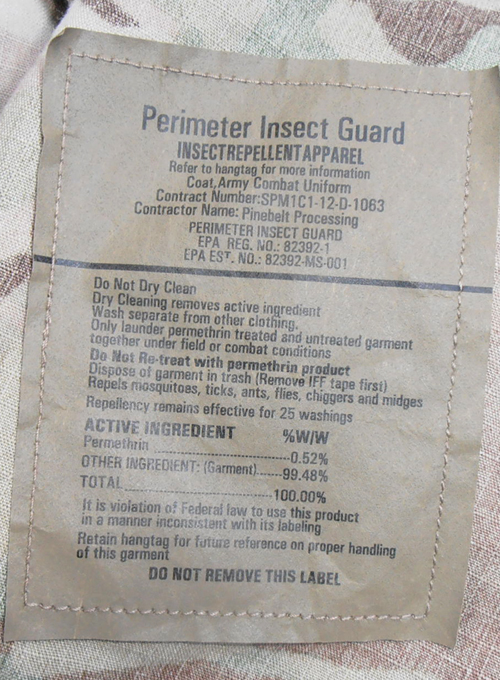 Perimeter Insect Guard
INSECTREPELLENTAPPAREL
Refer to hangtag for more information
Coat,Army Combat Uniform
Contract Number:SPM1C1-12-D-1063
Contractor Name: Pinebelt Processing
PERIMETER INSECT GUARD
EPA REG. NO.: 82392-1
EPA EST. NO.: 82392-MS-001
Do Not Dry Clean
Dry Cleaning removes active ingredient
Wash separate from other clothing.
Only launder permethrin treated and untreated garment
together under field or combat conditions
Do Not Re-treat with permethrin product
Dispose of garment in trash (Remove IFF tape first)
Repels mosquitoes, ticks, ants, flies, chiggers and midges
Repellency remains effective for 25 washings
ACTIVE INGREDIENT %W/W
Permethrin ........................0.52%
OTHER INGREDIENT: (Garment)......99.48%
TOTAL..............................100.00%
It is violation of Federal law to use this product
in a manner inconsistent with its labeling
Retain hangtag for future reference on proper handling
of this garment
DO NOT REMOVE THIS LABEL